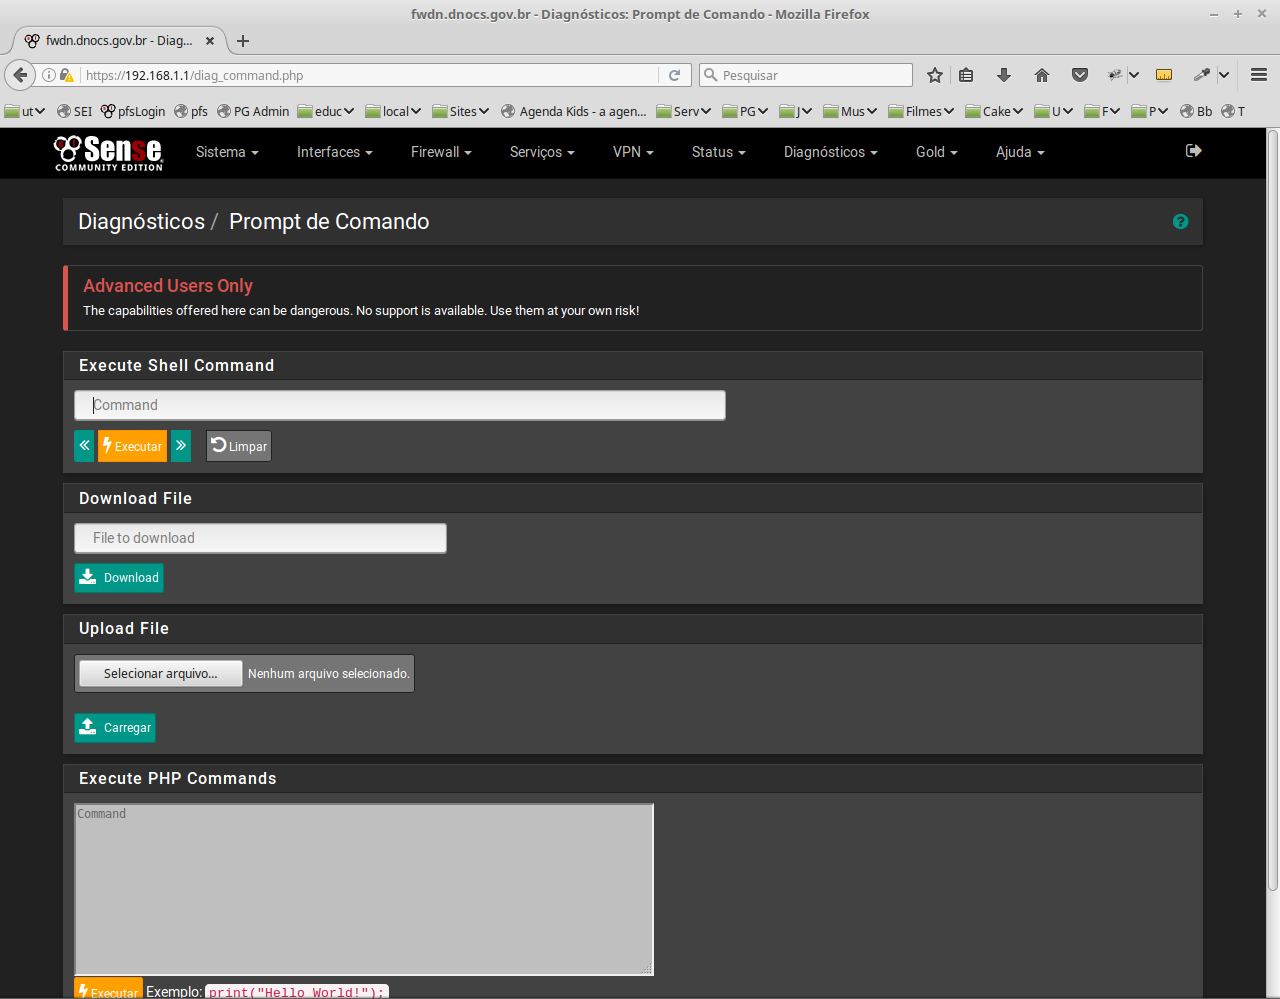 fwdn.dnocs.gov.br - Diagnósticos: Prompt de Comando - Mozilla Firefox
fwdn.dnocs.gov.br - Diag...
https://192.168.1.1/diag_command.php
Pesquisar
ut SEI pfsLogin pfs PG Admin educ local Sites Agenda Kids - a agen... Serv PG J Mus Filmes Cake U F P Bb T
Sense
COMMUNITY EDITION
Sistema Interfaces Firewall Serviços VPN Status Diagnósticos Gold Ajuda
Diagnósticos / Prompt de Comando
Advanced Users Only
The capabilities offered here can be dangerous. No support is available. Use them at your own risk!
Execute Shell Command
Command
Executar Limpar
Download File
File to download
Download
Upload File
Selecionar arquivo... Nenhum arquivo selecionado.
Carregar
Execute PHP Commands
Command
Executar Exemplo: print("Hello World!");